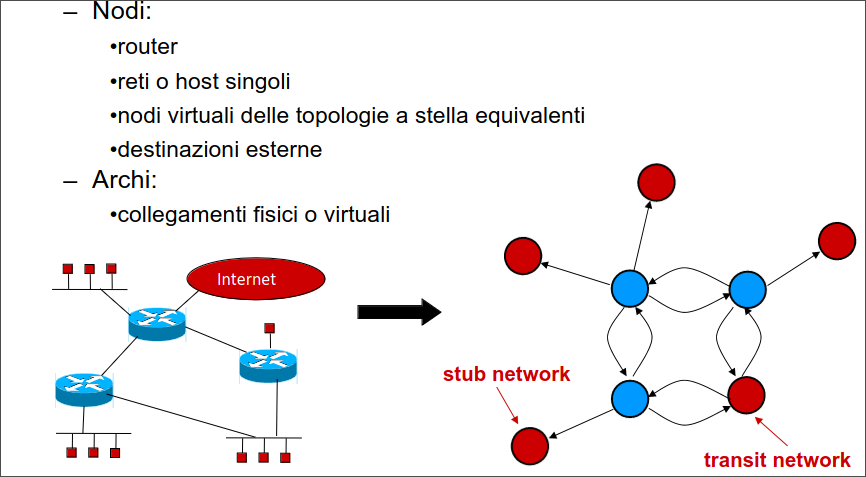 – Nodi:
•router
•reti o host singoli
•nodi virtuali delle topologie a stella equivalenti
•destinazioni esterne
– Archi:
•collegamenti fisici o virtuali
Internet
stub network
transit network